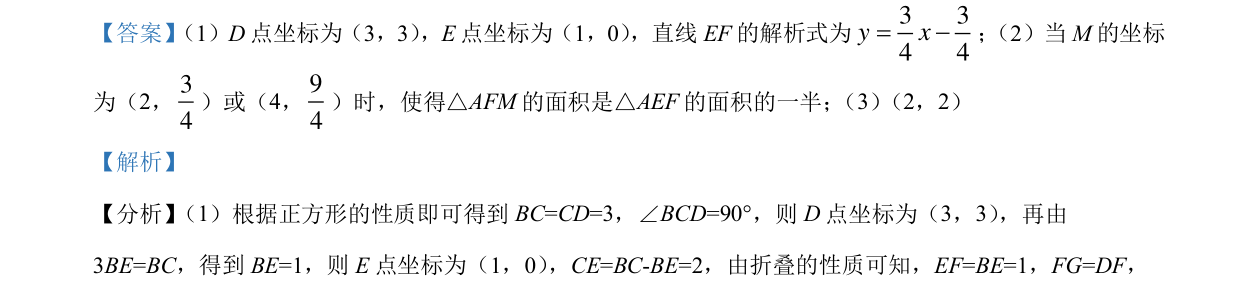 【答案】（1）D 点坐标为（3，3），E 点坐标为（1，0），直线 EF 的解析式为 y = 3/4 x − 3/4；（2）当 M 的坐标
为（2，3/4）或（4，9/4）时，使得△AFM 的面积是△AEF 的面积的一半；（3）（2，2）
【解析】
【分析】（1）根据正方形的性质即可得到 BC=CD=3，∠BCD=90°，则 D 点坐标为（3，3），再由
3BE=BC，得到 BE=1，则 E 点坐标为（1，0），CE=BC-BE=2，由折叠的性质可知，EF=BE=1，FG=DF，